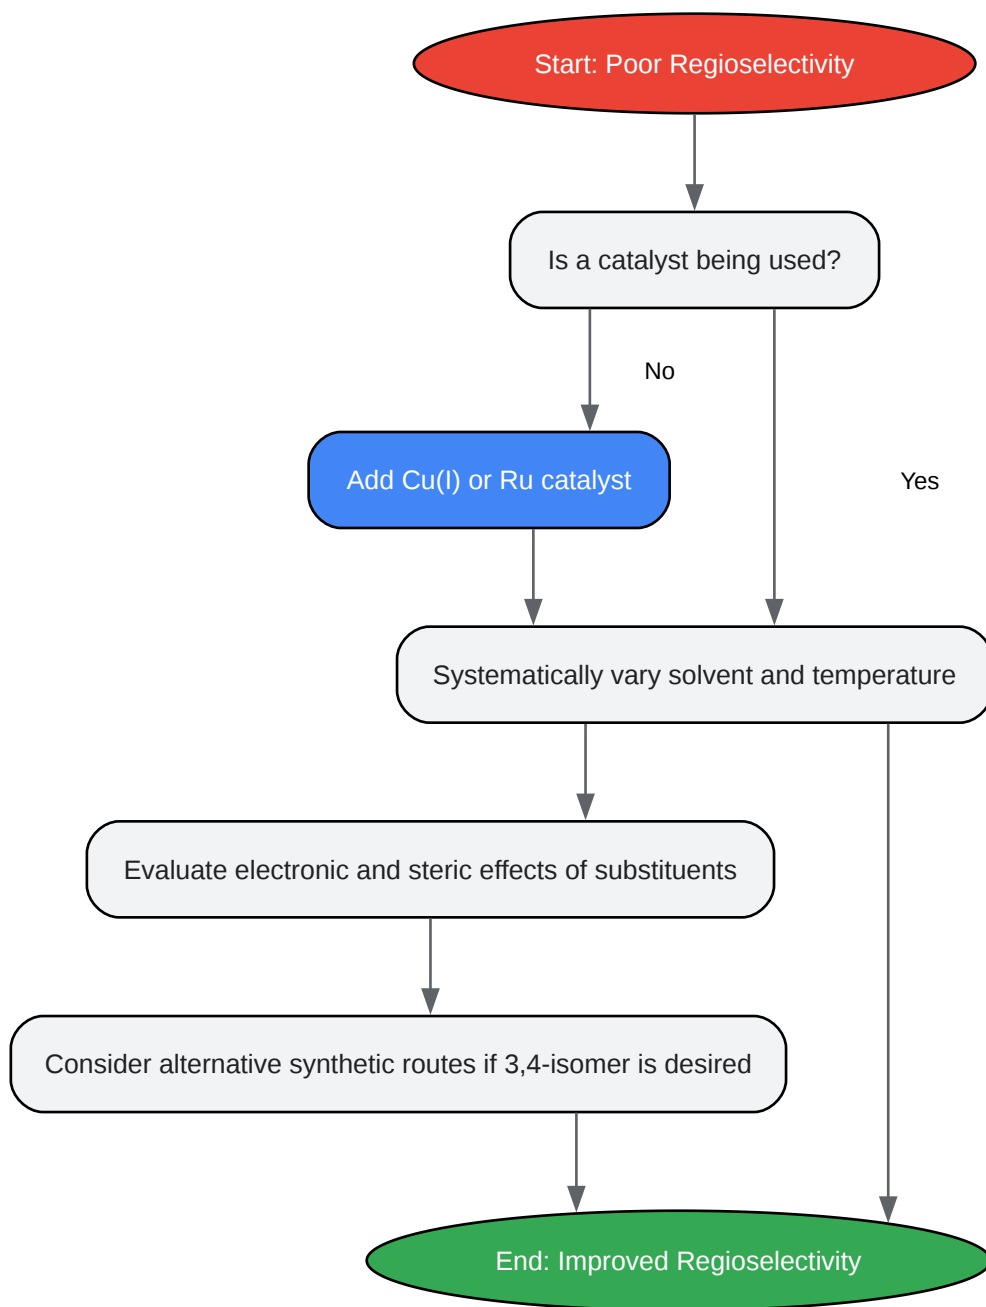 Start: Poor Regioselectivity
Is a catalyst being used?
No
Add Cu(I) or Ru catalyst
Yes
Systematically vary solvent and temperature
Evaluate electronic and steric effects of substituents
Consider alternative synthetic routes if 3,4-isomer is desired
End: Improved Regioselectivity